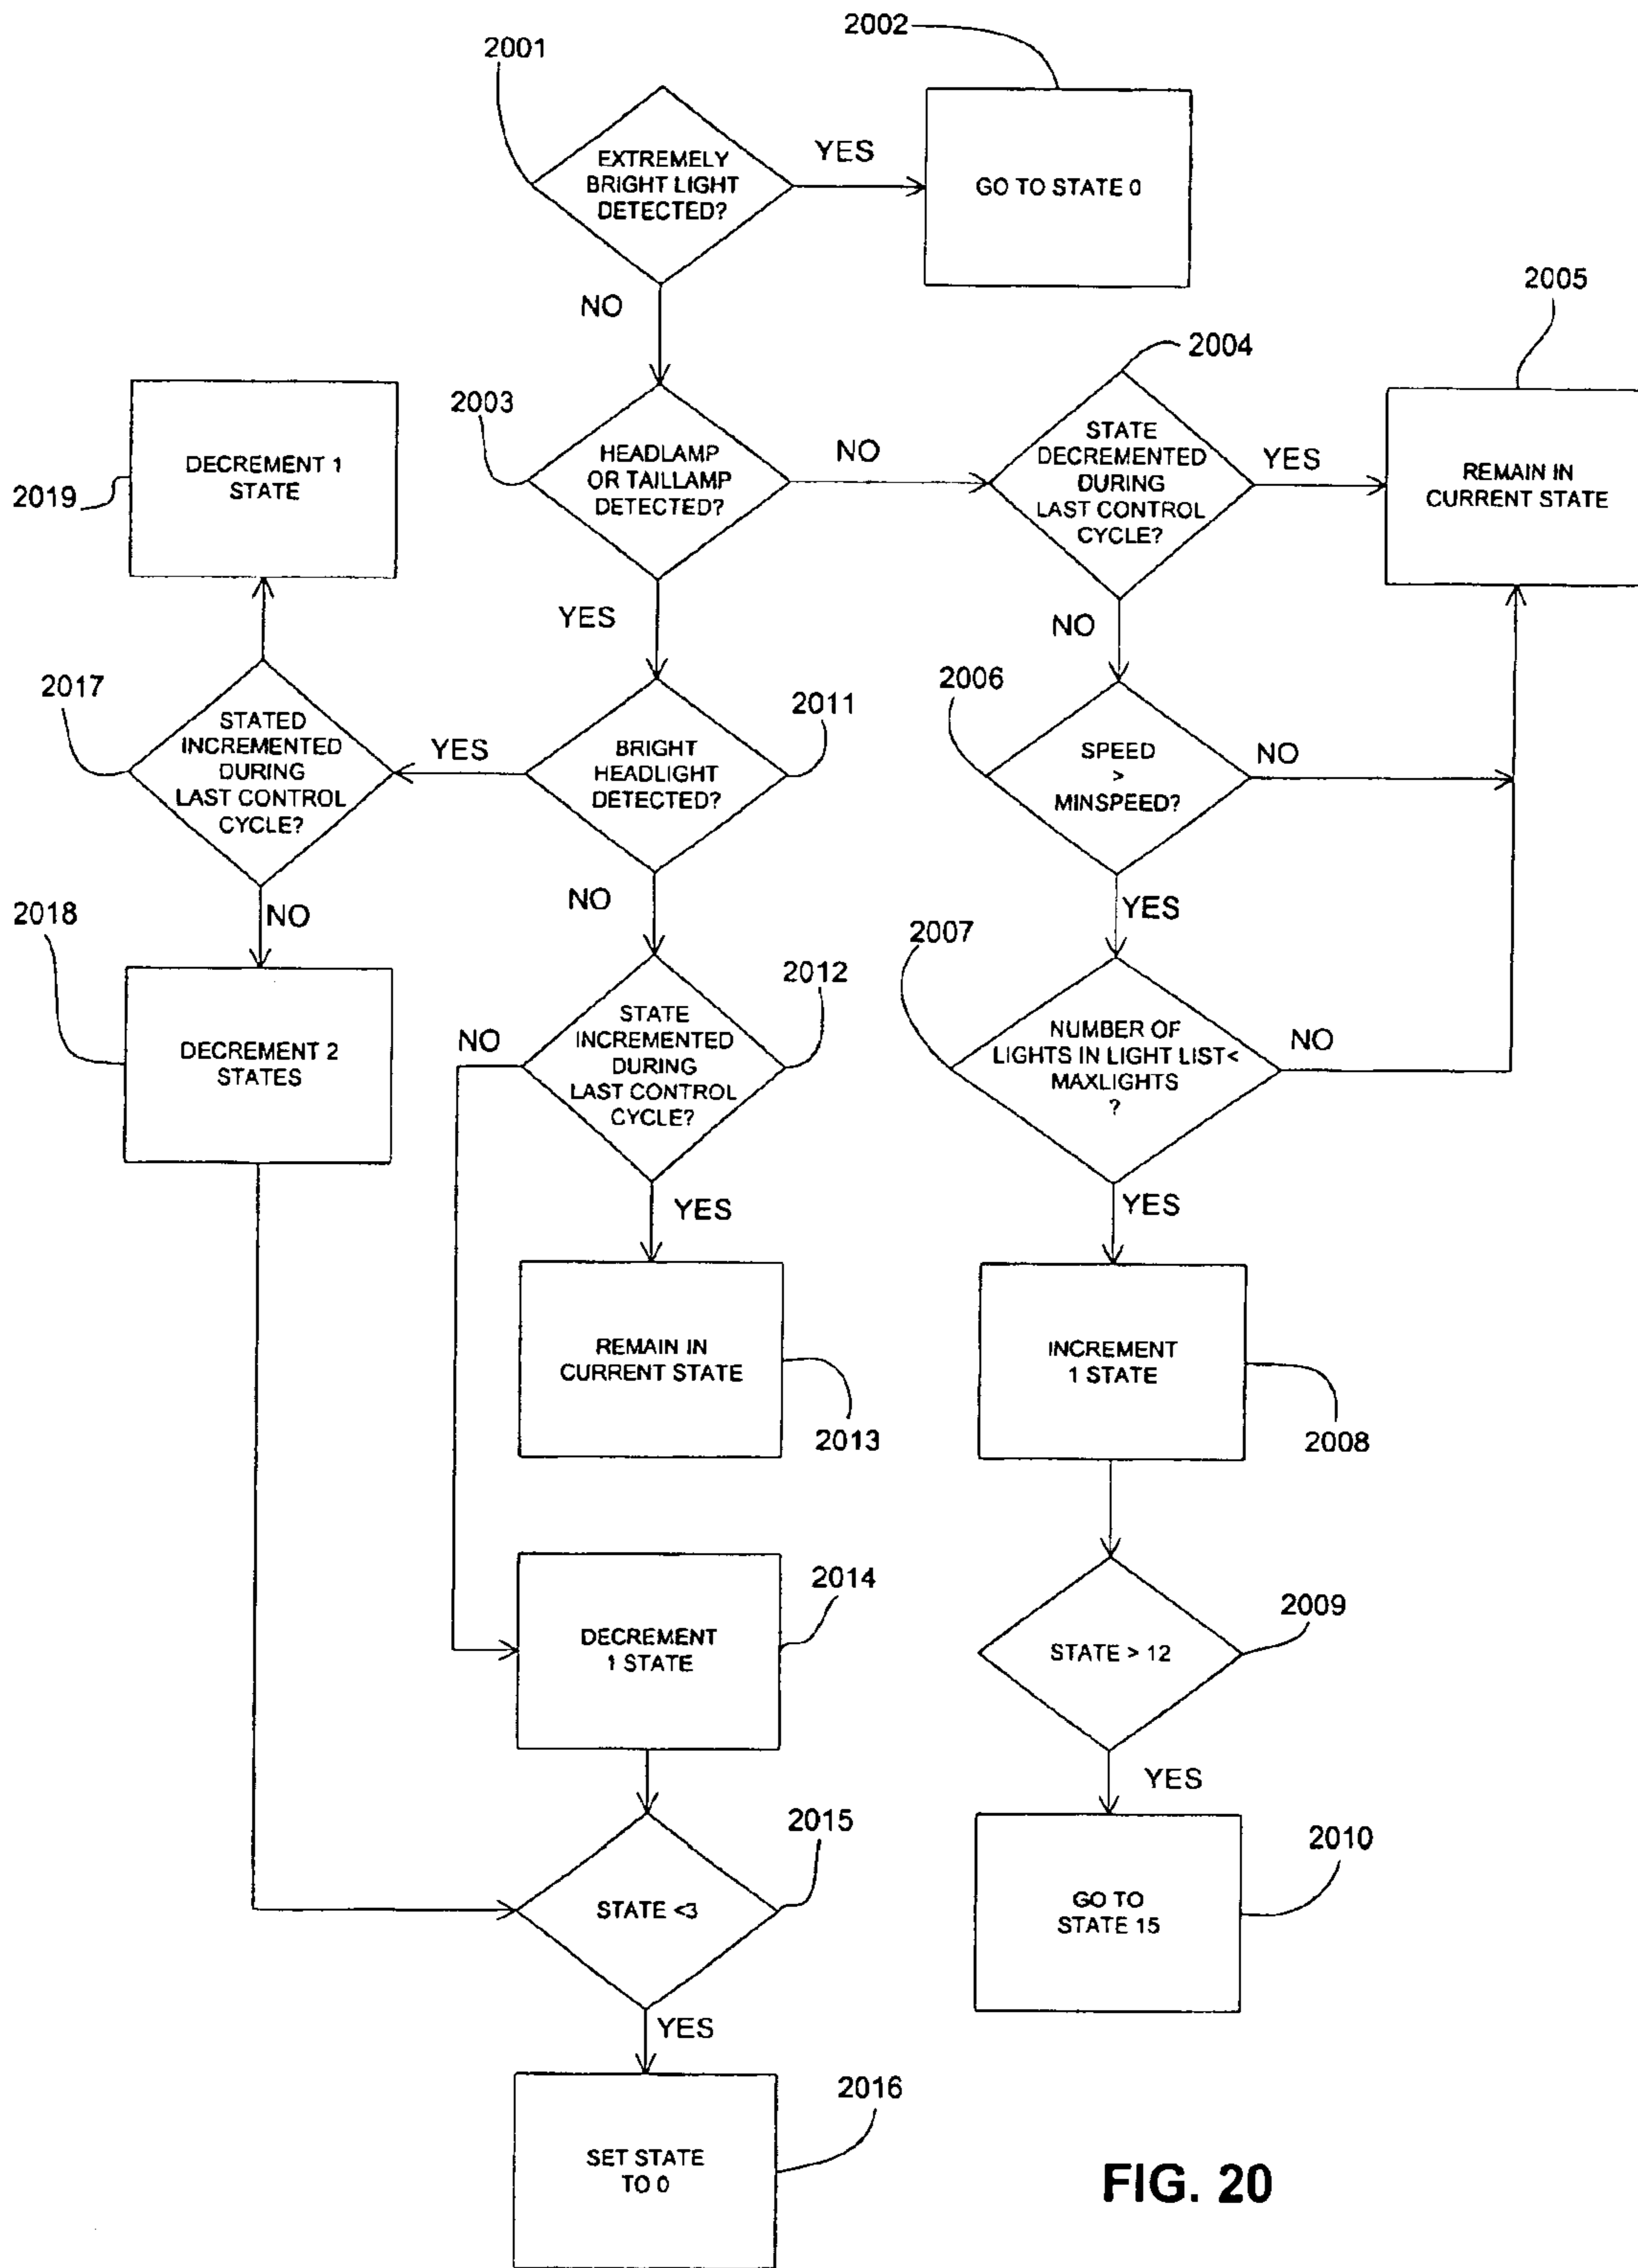 2002
2001
EXTREMELY
BRIGHT LIGHT
DETECTED?
YES
GO TO STATE 0
NO
2005
2004
2003
HEADLAMP
OR TAILLAMP
DETECTED?
NO
STATE
DECREMENTED
DURING
LAST CONTROL
CYCLE?
YES
REMAIN IN
CURRENT STATE
DECREMENT 1
STATE
2019
YES
NO
2017
STATED
INCREMENTED
DURING
LAST CONTROL
CYCLE?
YES
BRIGHT
HEADLIGHT
DETECTED?
2011
2006
SPEED
>
MINSPEED?
NO
NO
2018
DECREMENT 2
STATES
NO
YES
2007
2012
STATE
INCREMENTED
DURING
LAST CONTROL
CYCLE?
NO
NUMBER OF
LIGHTS IN LIGHT LIST<
MAXLIGHTS
?
NO
YES
YES
REMAIN IN
CURRENT STATE
2013
INCREMENT
1 STATE
2008
DECREMENT
1 STATE
2014
STATE > 12
2009
YES
2015
STATE <3
GO TO
STATE 15
2010
YES
SET STATE
TO 0
2016
FIG. 20